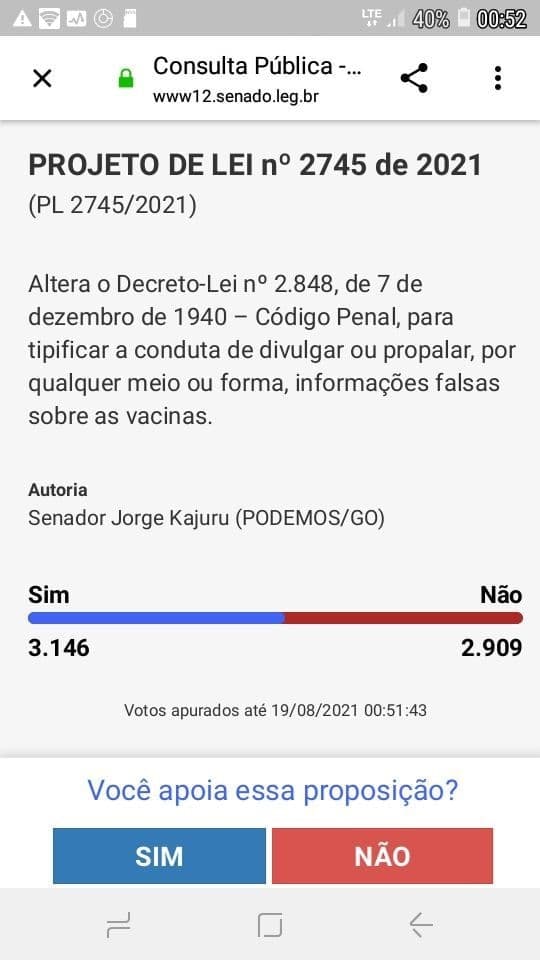 LTE 40% 00:52
Consulta Pública -...
www12.senado.leg.br
PROJETO DE LEI nº 2745 de 2021
(PL 2745/2021)
Altera o Decreto-Lei nº 2.848, de 7 de
dezembro de 1940 – Código Penal, para
tipificar a conduta de divulgar ou propalar, por
qualquer meio ou forma, informações falsas
sobre as vacinas.
Autoria
Senador Jorge Kajuru (PODEMOS/GO)
Sim Não
3.146 2.909
Votos apurados até 19/08/2021 00:51:43
Você apoia essa proposição?
SIM NÃO